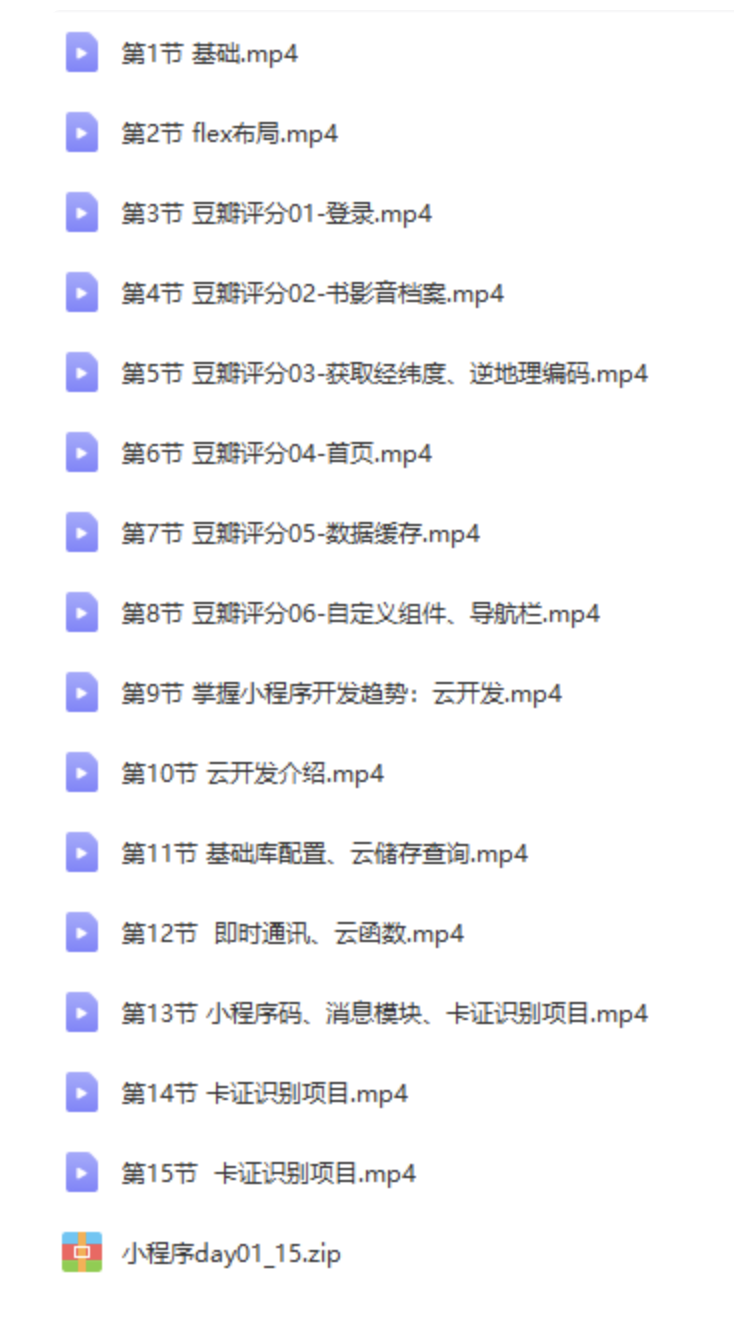 第1节 基础.mp4
第2节 flex布局.mp4
第3节 豆瓣评分01-登录.mp4
第4节 豆瓣评分02-书影音档案.mp4
第5节 豆瓣评分03-获取经纬度、逆地理编码.mp4
第6节 豆瓣评分04-首页.mp4
第7节 豆瓣评分05-数据缓存.mp4
第8节 豆瓣评分06-自定义组件、导航栏.mp4
第9节 掌握小程序开发趋势：云开发.mp4
第10节 云开发介绍.mp4
第11节 基础库配置、云储存查询.mp4
第12节  即时通讯、云函数.mp4
第13节 小程序码、消息模块、卡证识别项目.mp4
第14节 卡证识别项目.mp4
第15节  卡证识别项目.mp4
小程序day01_15.zip